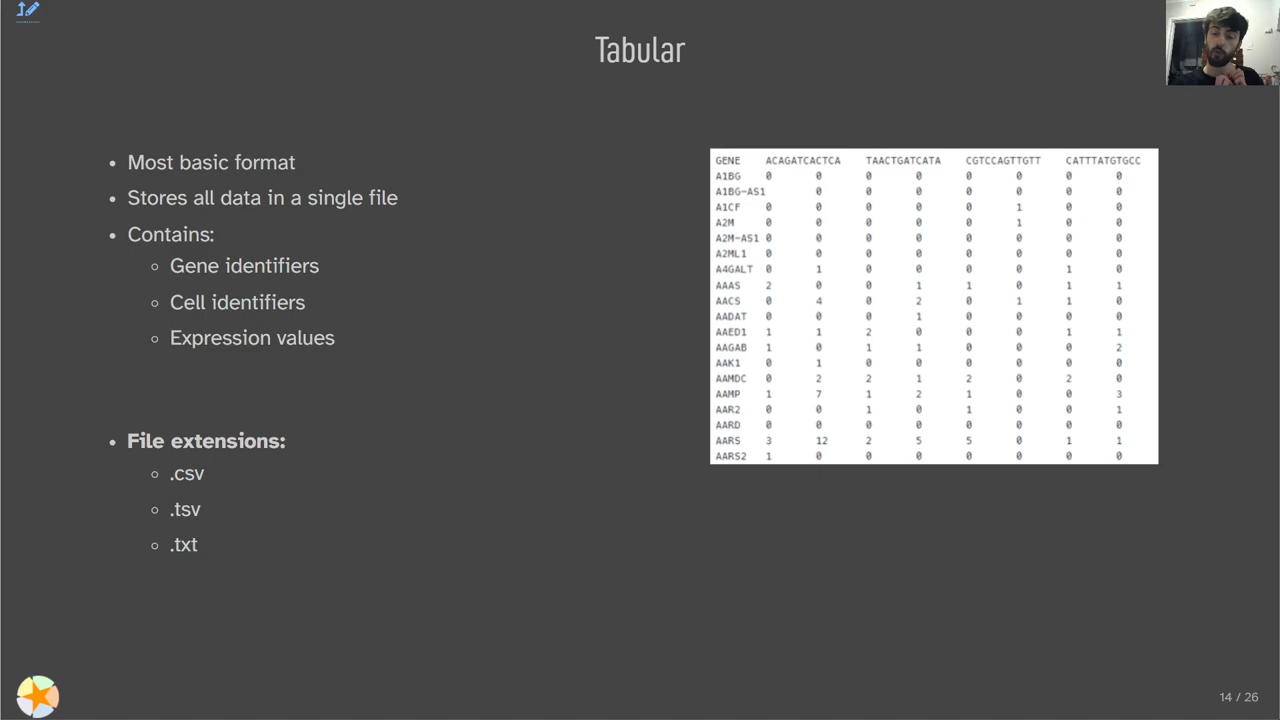 Tabular
• Most basic format
• Stores all data in a single file
• Contains:
◦ Gene identifiers
◦ Cell identifiers
◦ Expression values
• File extensions:
◦ .csv
◦ .tsv
◦ .txt
GENE ACAGATCACTCA TAACTGATCATA CGTCCAGTTGTT CATTTATGTGCC
A1BG 0 0 0 0 0 0 0 0
A1BG-AS1 0 0 0 0 0 0 0
A1CF 0 0 0 0 0 1 0 0
A2M 0 0 0 0 0 1 0 0
A2M-AS1 0 0 0 0 0 0 0 0
A2ML1 0 0 0 0 0 0 0 0
A4GALT 0 1 0 0 0 0 1 0
AAAS 2 0 0 1 1 0 1 1
AACS 0 4 0 2 0 1 1 0
AADAT 0 0 0 1 0 0 0 0
AAED1 1 1 2 0 0 0 1 1
AAGAB 1 0 1 1 0 0 0 2
AAK1 0 1 0 0 0 0 0 0
AAMDC 0 2 2 1 2 0 2 0
AAMP 1 7 1 2 1 0 0 3
AAR2 0 0 1 0 1 0 0 1
AARD 0 0 0 0 0 0 0 0
AARS 3 12 2 5 5 0 1 1
AARS2 1 0 0 0 0 0 0 0
14 / 26